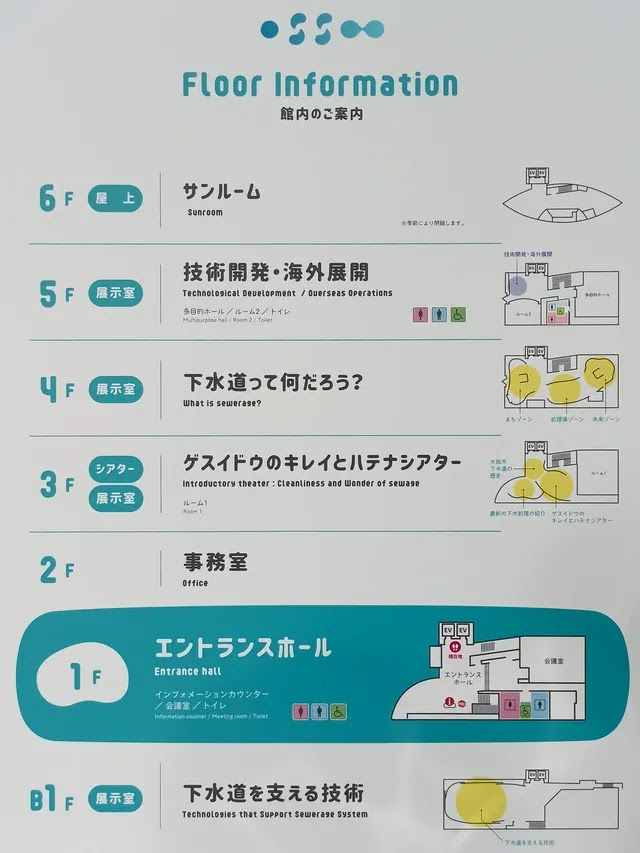 Floor Information
館内のご案内
6F 屋上
サンルーム
Sunroom
※季節により閉鎖します。
EV EV
5F 展示室
技術開発・海外展開
Technological Development / Overseas Operations
多目的ホール／ルーム2／トイレ
Multipurpose hall / Room 2 / Toilet
技術開発・海外展開
EV EV
多目的ホール
ルーム2
4F 展示室
下水道って何だろう?
What is sewerage?
EV EV
まちゾーン 処理場ゾーン 未来ゾーン
3F シアター 展示室
ゲスイドウのキレイとハテナシアター
Introductory theater : Cleanliness and Wonder of sewage
ルーム1
Room 1
EV EV
大阪市
下水道の
歴史
ルーム1
最新の下水処理の紹介
ゲスイドウの
キレイとハテナシアター
2F
事務室
Office
1F
エントランスホール
Entrance hall
インフォメーションカウンター
／会議室／トイレ
Information counter / Meeting room / Toilet
EV EV
現在地
エントランス
ホール
会議室
B1F 展示室
下水道を支える技術
Technologies that Support Sewerage System
EV EV
下水道を支える技術